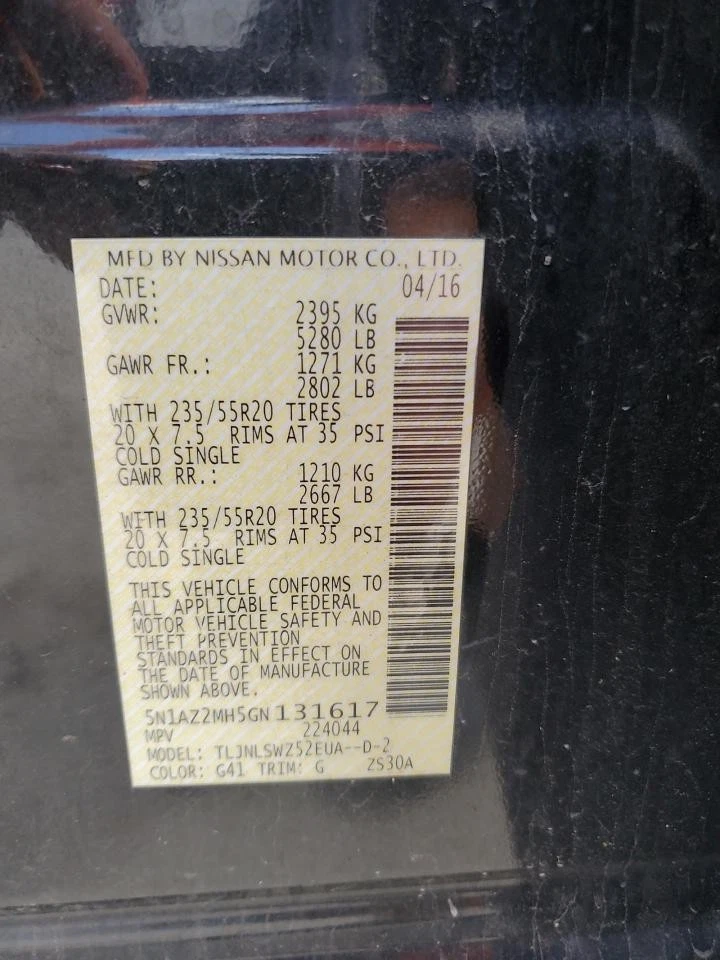 MFD BY NISSAN MOTOR CO., LTD.
DATE: 04/16
GVWR: 2395 KG
5280 LB
GAWR FR.: 1271 KG
2802 LB
WITH 235/55R20 TIRES
20 X 7.5 RIMS AT 35 PSI
COLD SINGLE
GAWR RR.: 1210 KG
2667 LB
WITH 235/55R20 TIRES
20 X 7.5 RIMS AT 35 PSI
COLD SINGLE
THIS VEHICLE CONFORMS TO
ALL APPLICABLE FEDERAL
MOTOR VEHICLE SAFETY AND
THEFT PREVENTION
STANDARDS IN EFFECT ON
THE DATE OF MANUFACTURE
SHOWN ABOVE.
5N1AZ2MH5GN131617
MPV 224044
MODEL: TLJNLSWZ52EUA--D-2
COLOR: G41 TRIM: G ZS30A